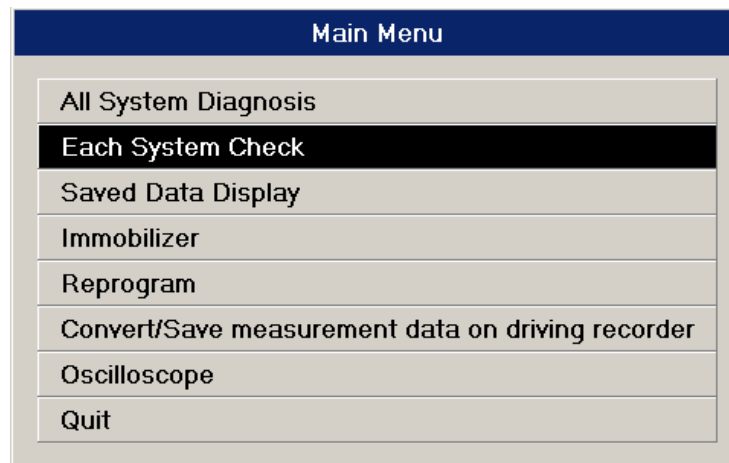 Main Menu
All System Diagnosis
Each System Check
Saved Data Display
Immobilizer
Reprogram
Convert/Save measurement data on driving recorder
Oscilloscope
Quit